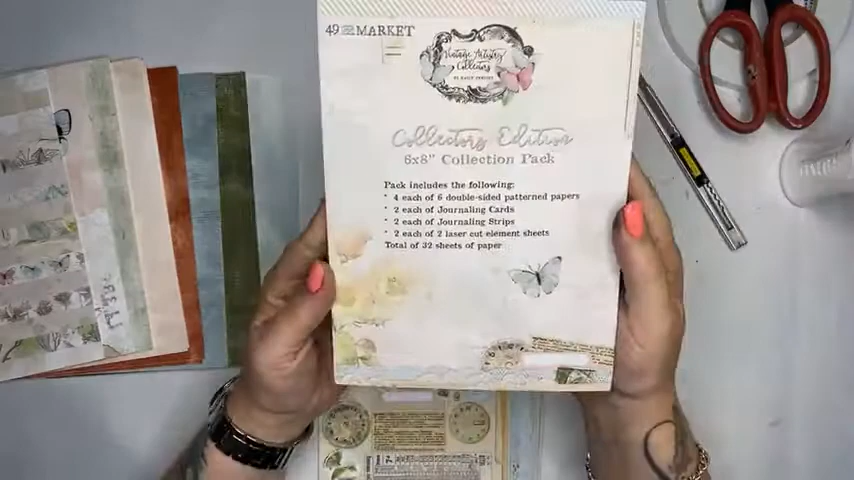 49 MARKET
Vintage Artistry
Collectors
Collectors Edition
6x8" Collection Pack
Pack includes the following:
• 4 each of 6 double-sided patterned papers
• 2 each of Journaling Cards
• 2 each of Journaling Strips
• 2 each of 2 laser cut element sheets
Total of 32 sheets of paper